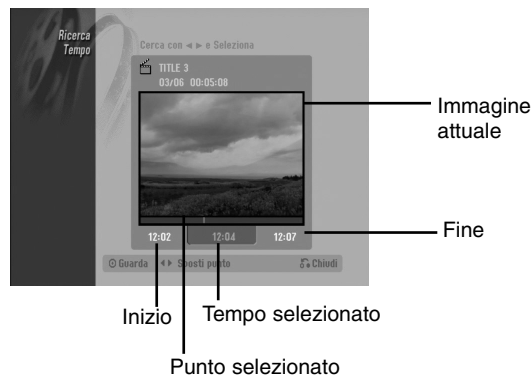 Ricerca
Tempo
Cerca con ◄ ► e Seleziona
TITLE 3
03/06 00:05:08
12:02 12:04 12:07
Guarda ◄► Sposti punto Chiudi
Immagine
attuale
Fine
Inizio
Tempo selezionato
Punto selezionato